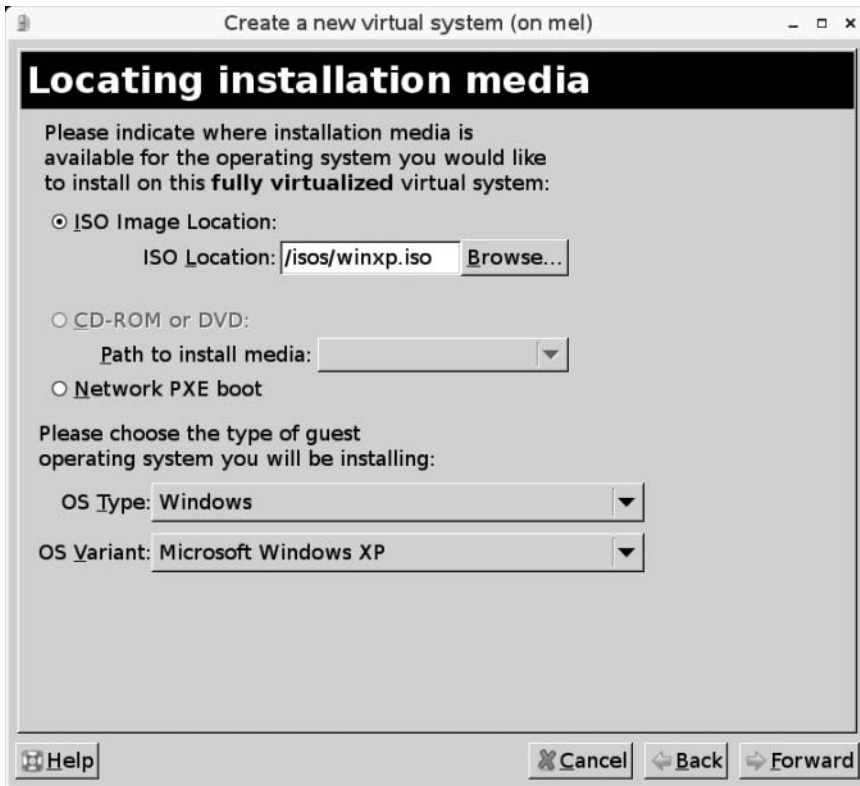 Create a new virtual system (on mel)
Locating installation media
Please indicate where installation media is
available for the operating system you would like
to install on this fully virtualized virtual system:
ISO Image Location:
ISO Location: /isos/winxp.iso Browse...
CD-ROM or DVD:
Path to install media:
Network PXE boot
Please choose the type of guest
operating system you will be installing:
OS Type: Windows
OS Variant: Microsoft Windows XP
Help Cancel Back Forward